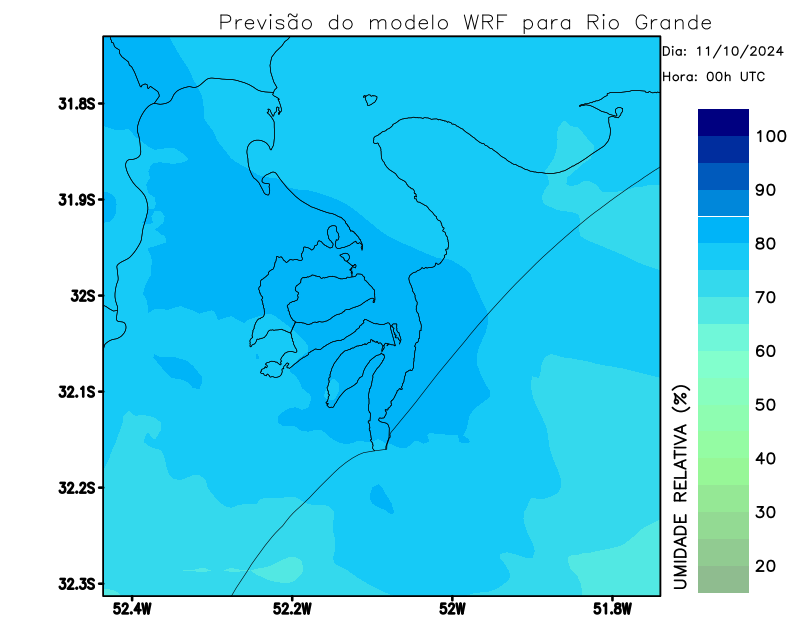 Previsão do modelo WRF para Rio Grande
Dia: 11/10/2024
Hora: 00h UTC
31.8S
31.9S
32S
32.1S
32.2S
32.3S
52.4W
52.2W
52W
51.8W
100
90
80
70
60
50
40
30
20
UMIDADE RELATIVA (%)